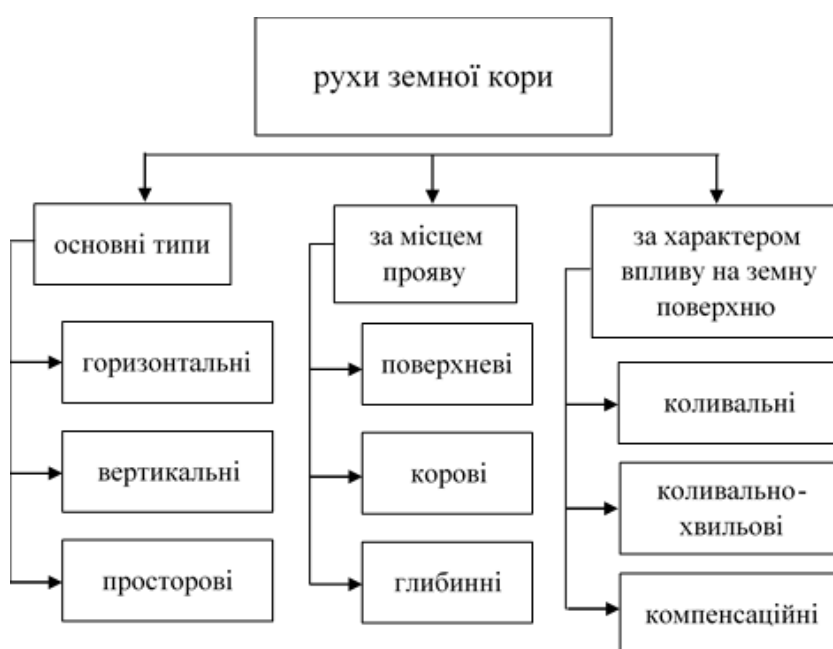 рухи земної кори
основні типи
горизонтальні
вертикальні
просторові
за місцем
прояву
поверхневі
корові
глибинні
за характером
впливу на земну
поверхню
коливальні
коливально-
хвильові
компенсаційні